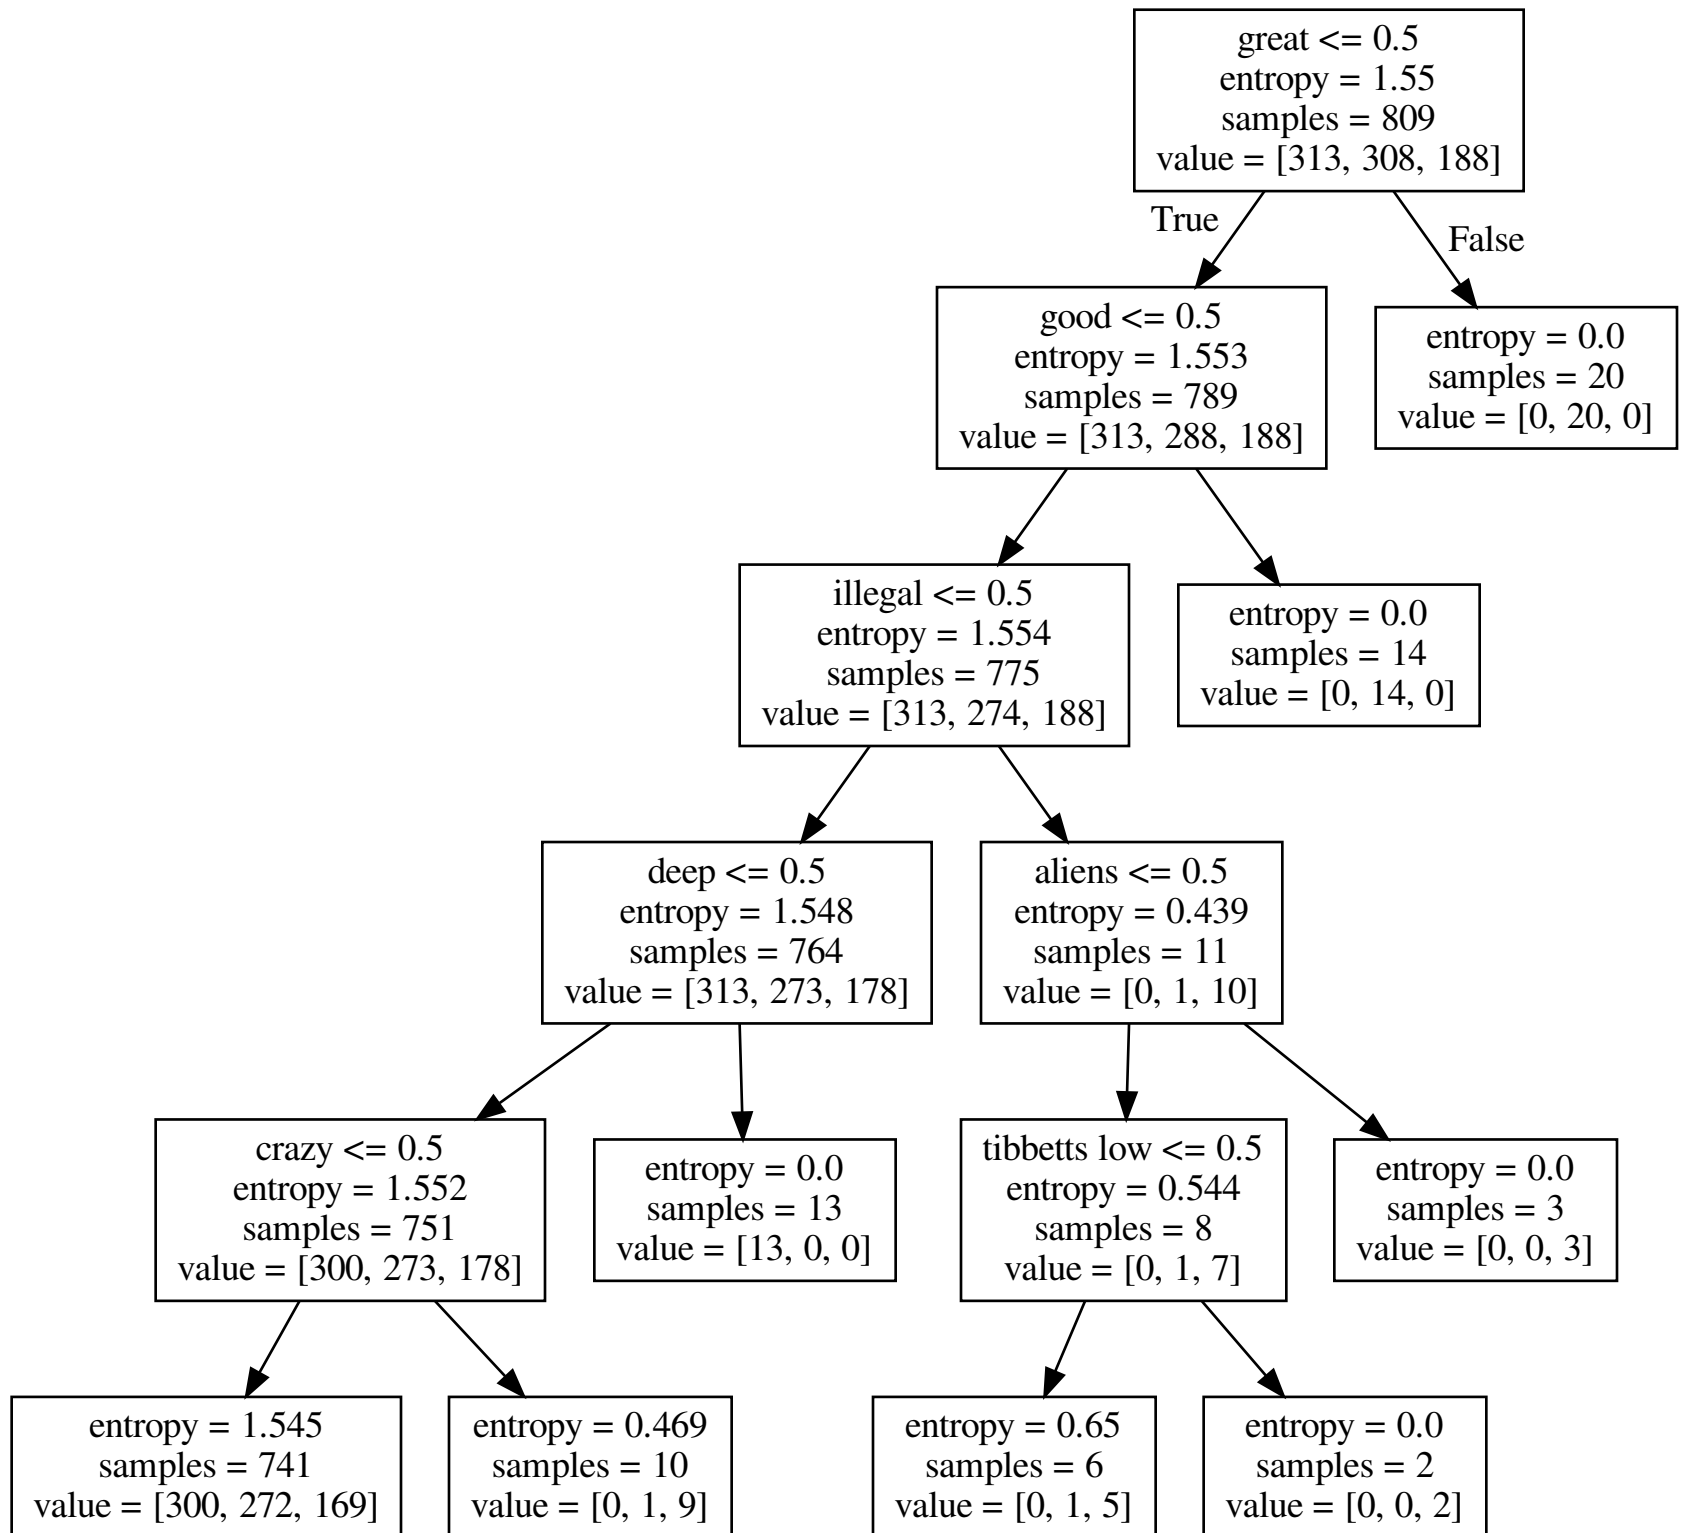 great <= 0.5
entropy = 1.55
samples = 809
value = [313, 308, 188]
True
False
good <= 0.5
entropy = 1.553
samples = 789
value = [313, 288, 188]
entropy = 0.0
samples = 20
value = [0, 20, 0]
illegal <= 0.5
entropy = 1.554
samples = 775
value = [313, 274, 188]
entropy = 0.0
samples = 14
value = [0, 14, 0]
deep <= 0.5
entropy = 1.548
samples = 764
value = [313, 273, 178]
aliens <= 0.5
entropy = 0.439
samples = 11
value = [0, 1, 10]
crazy <= 0.5
entropy = 1.552
samples = 751
value = [300, 273, 178]
entropy = 0.0
samples = 13
value = [13, 0, 0]
tibbetts low <= 0.5
entropy = 0.544
samples = 8
value = [0, 1, 7]
entropy = 0.0
samples = 3
value = [0, 0, 3]
entropy = 1.545
samples = 741
value = [300, 272, 169]
entropy = 0.469
samples = 10
value = [0, 1, 9]
entropy = 0.65
samples = 6
value = [0, 1, 5]
entropy = 0.0
samples = 2
value = [0, 0, 2]